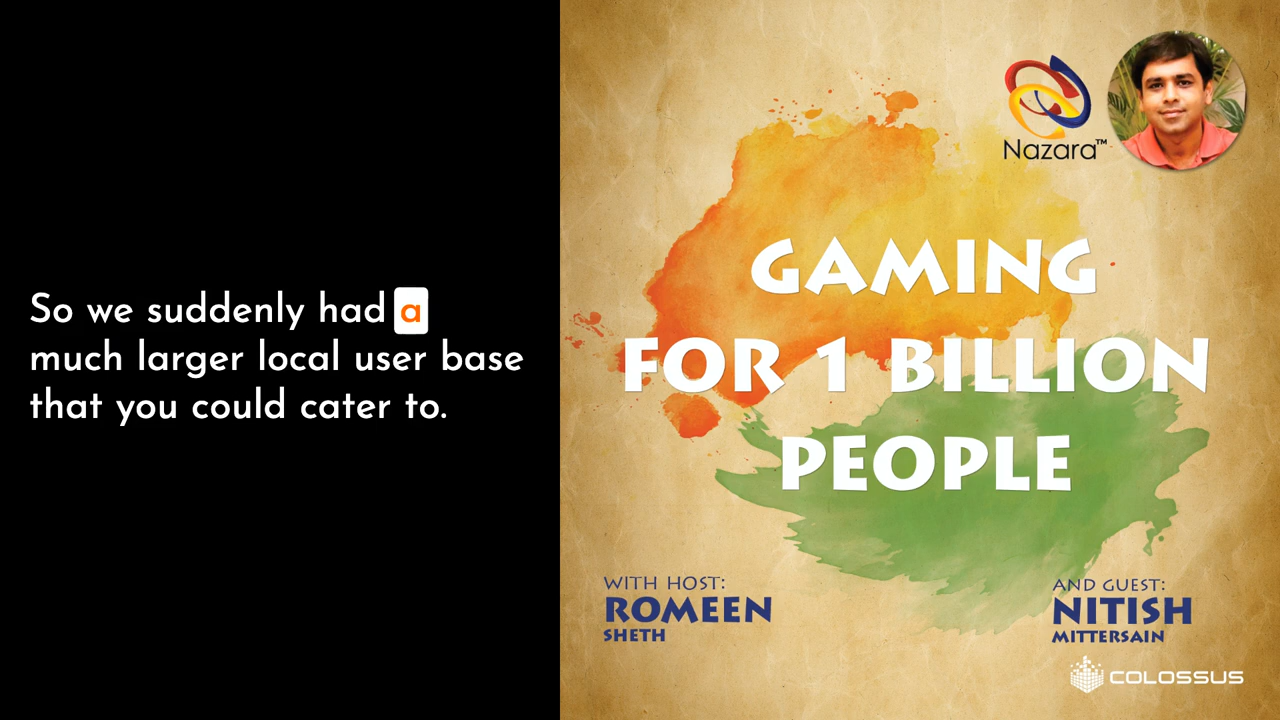 So we suddenly had a
much larger local user base
that you could cater to.
Nazara™
GAMING
FOR 1 BILLION
PEOPLE
WITH HOST:
ROMEEN
SHETH
AND GUEST:
NITISH
MITTERSAIN
COLOSSUS